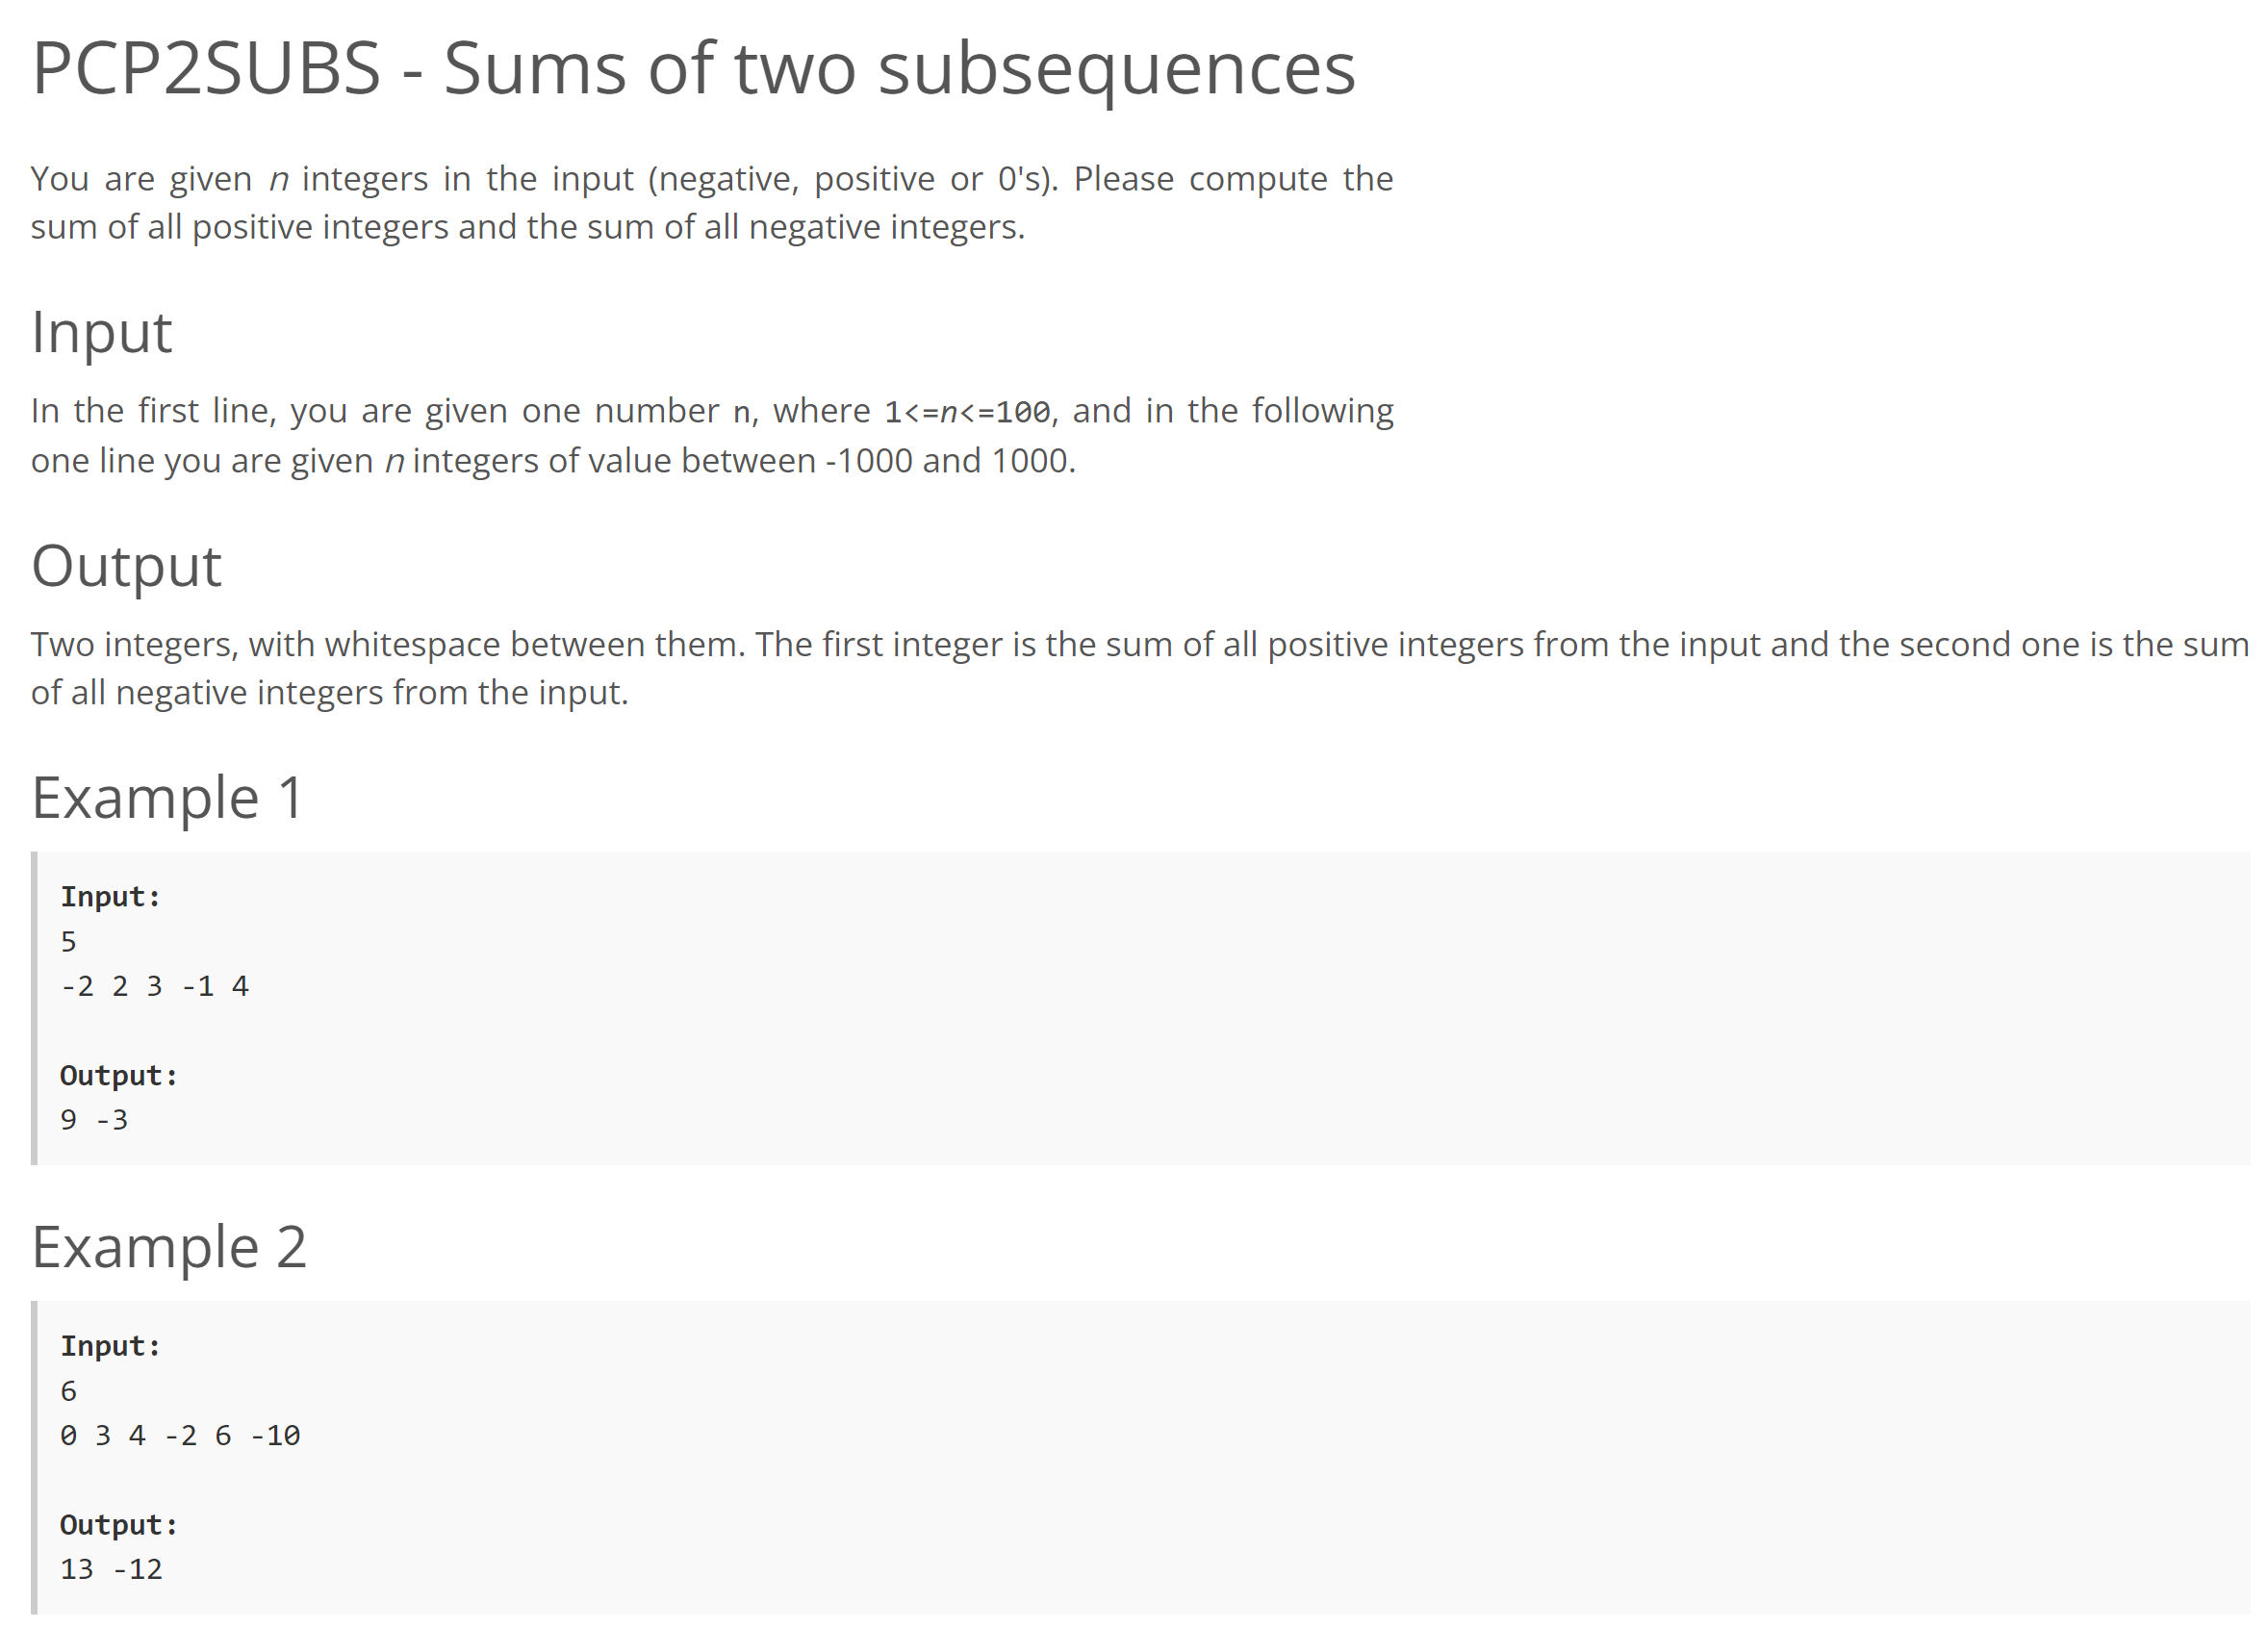 PCP2SUBS - Sums of two subsequences
You are given n integers in the input (negative, positive or 0's). Please compute the
sum of all positive integers and the sum of all negative integers.
Input
In the first line, you are given one number n, where 1<=n<=100, and in the following
one line you are given n integers of value between -1000 and 1000.
Output
Two integers, with whitespace between them. The first integer is the sum of all positive integers from the input and the second one is the sum
of all negative integers from the input.
Example 1
Input:
5
-2 2 3 -1 4
Output:
9 -3
Example 2
Input:
6
0 3 4 -2 6 -10
Output:
13 -12